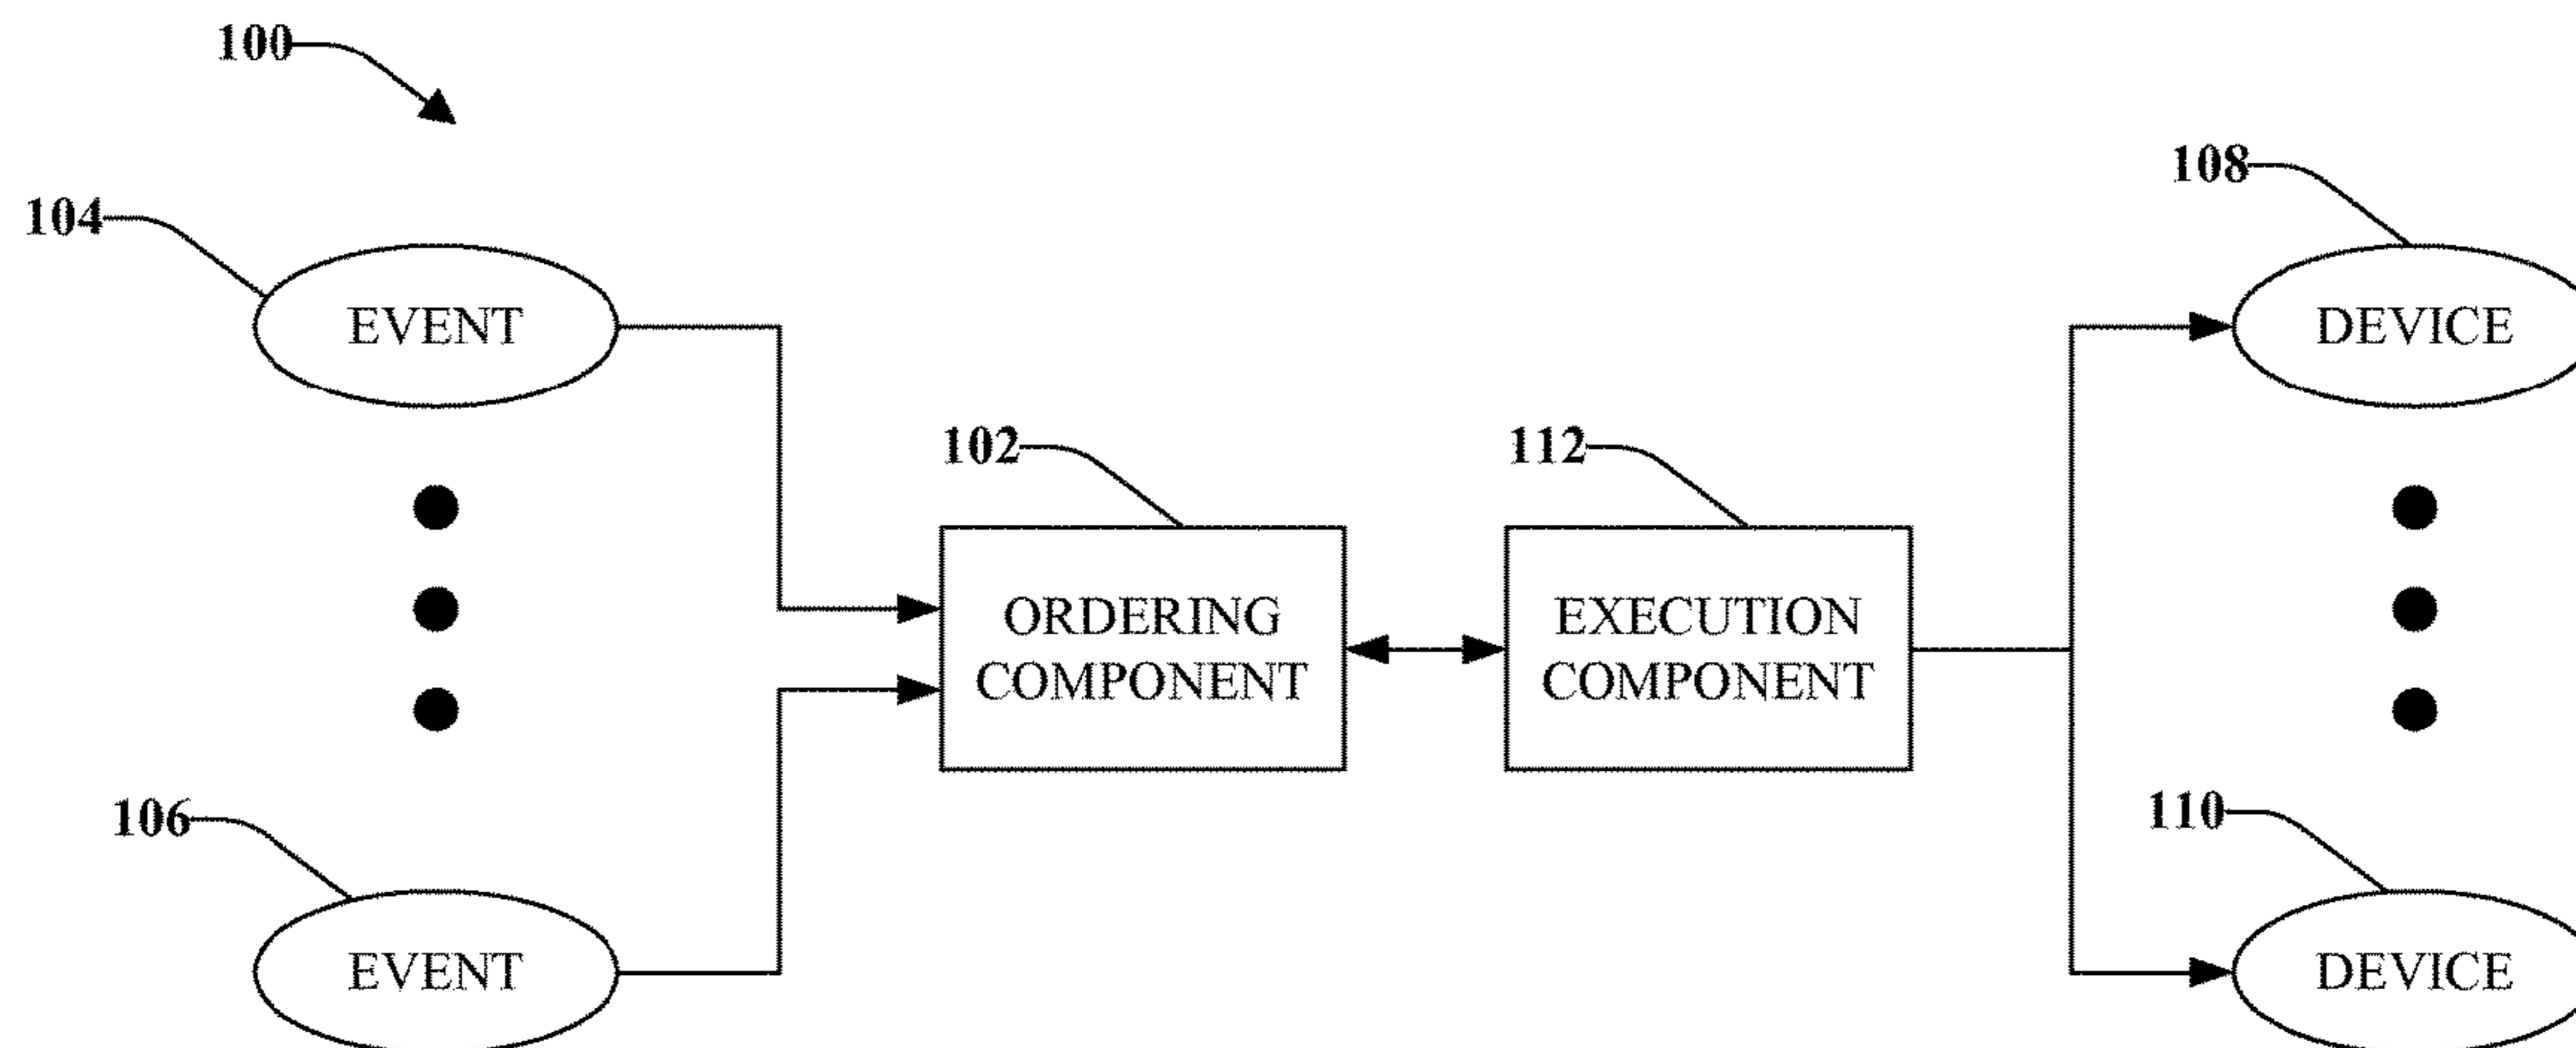 100
108
104
EVENT
DEVICE
102
112
ORDERING
COMPONENT
EXECUTION
COMPONENT
106
110
EVENT
DEVICE